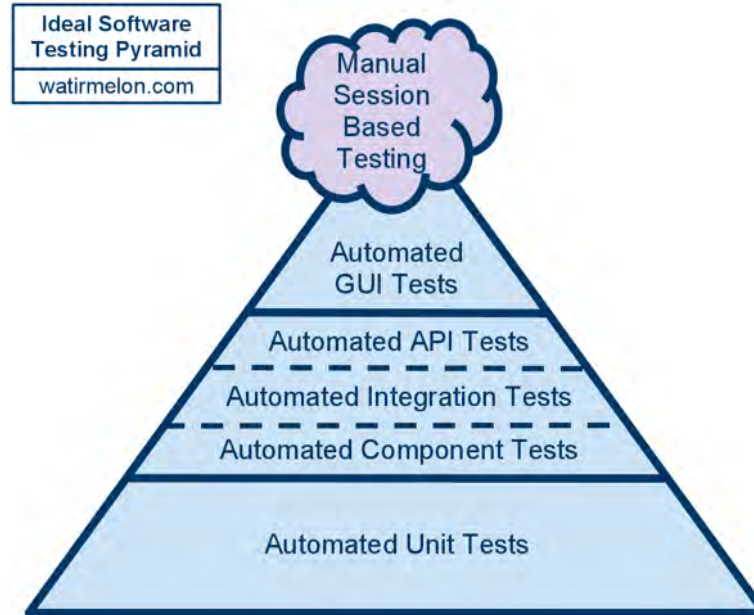 Ideal Software
Testing Pyramid
watirmelon.com
Manual
Session
Based
Testing
Automated
GUI Tests
Automated API Tests
Automated Integration Tests
Automated Component Tests
Automated Unit Tests